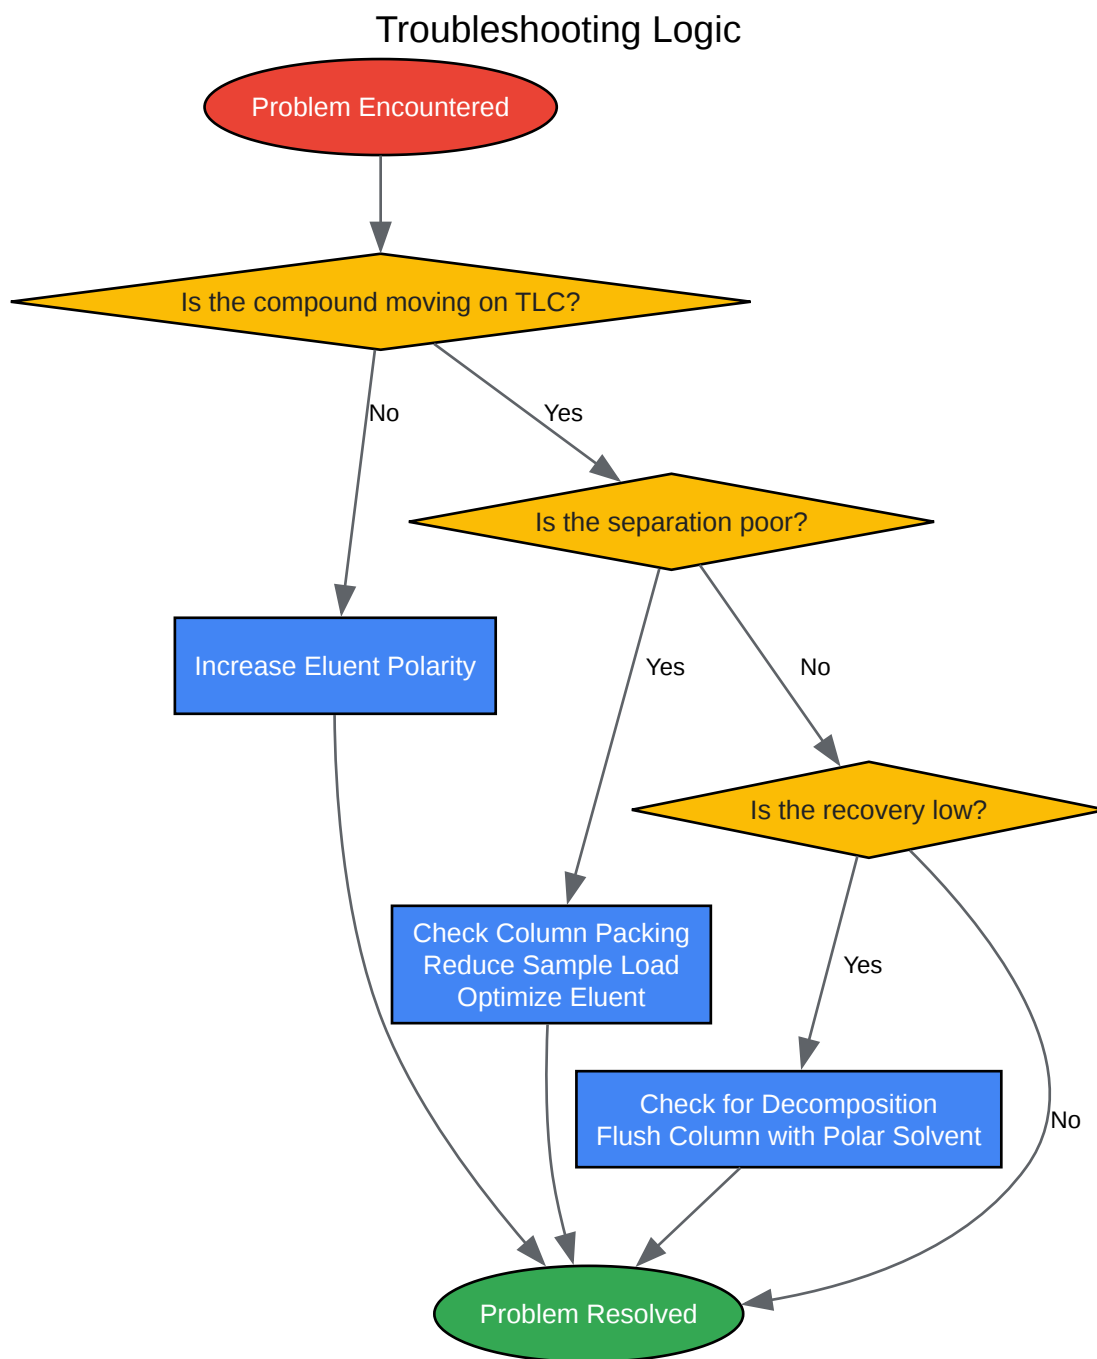 Troubleshooting Logic
Problem Encountered
Is the compound moving on TLC?
No
Yes
Is the separation poor?
Increase Eluent Polarity
Yes
No
Is the recovery low?
Check Column Packing
Reduce Sample Load
Optimize Eluent
Yes
Check for Decomposition
Flush Column with Polar Solvent
No
Problem Resolved